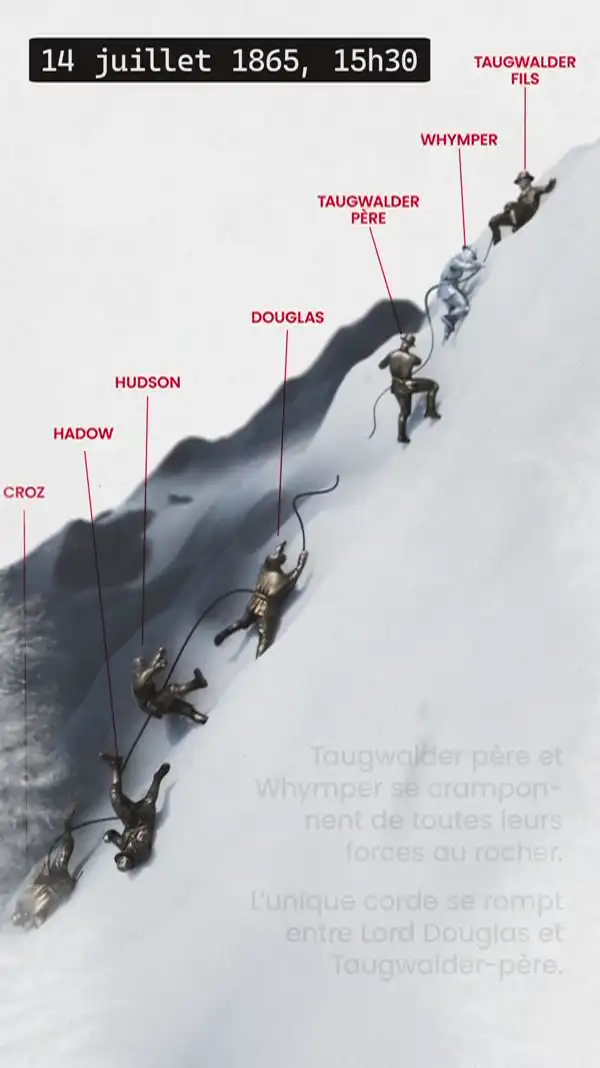 14 juillet 1865, 15h30
TAUGWALDER
FILS
WHYMPER
TAUGWALDER
PÈRE
DOUGLAS
HUDSON
HADOW
CROZ
Taugwalder père et
Whymper se crampon-
nent de toutes leurs
forces au rocher.
L'unique corde se rompt
entre Lord Douglas et
Taugwalder-père.